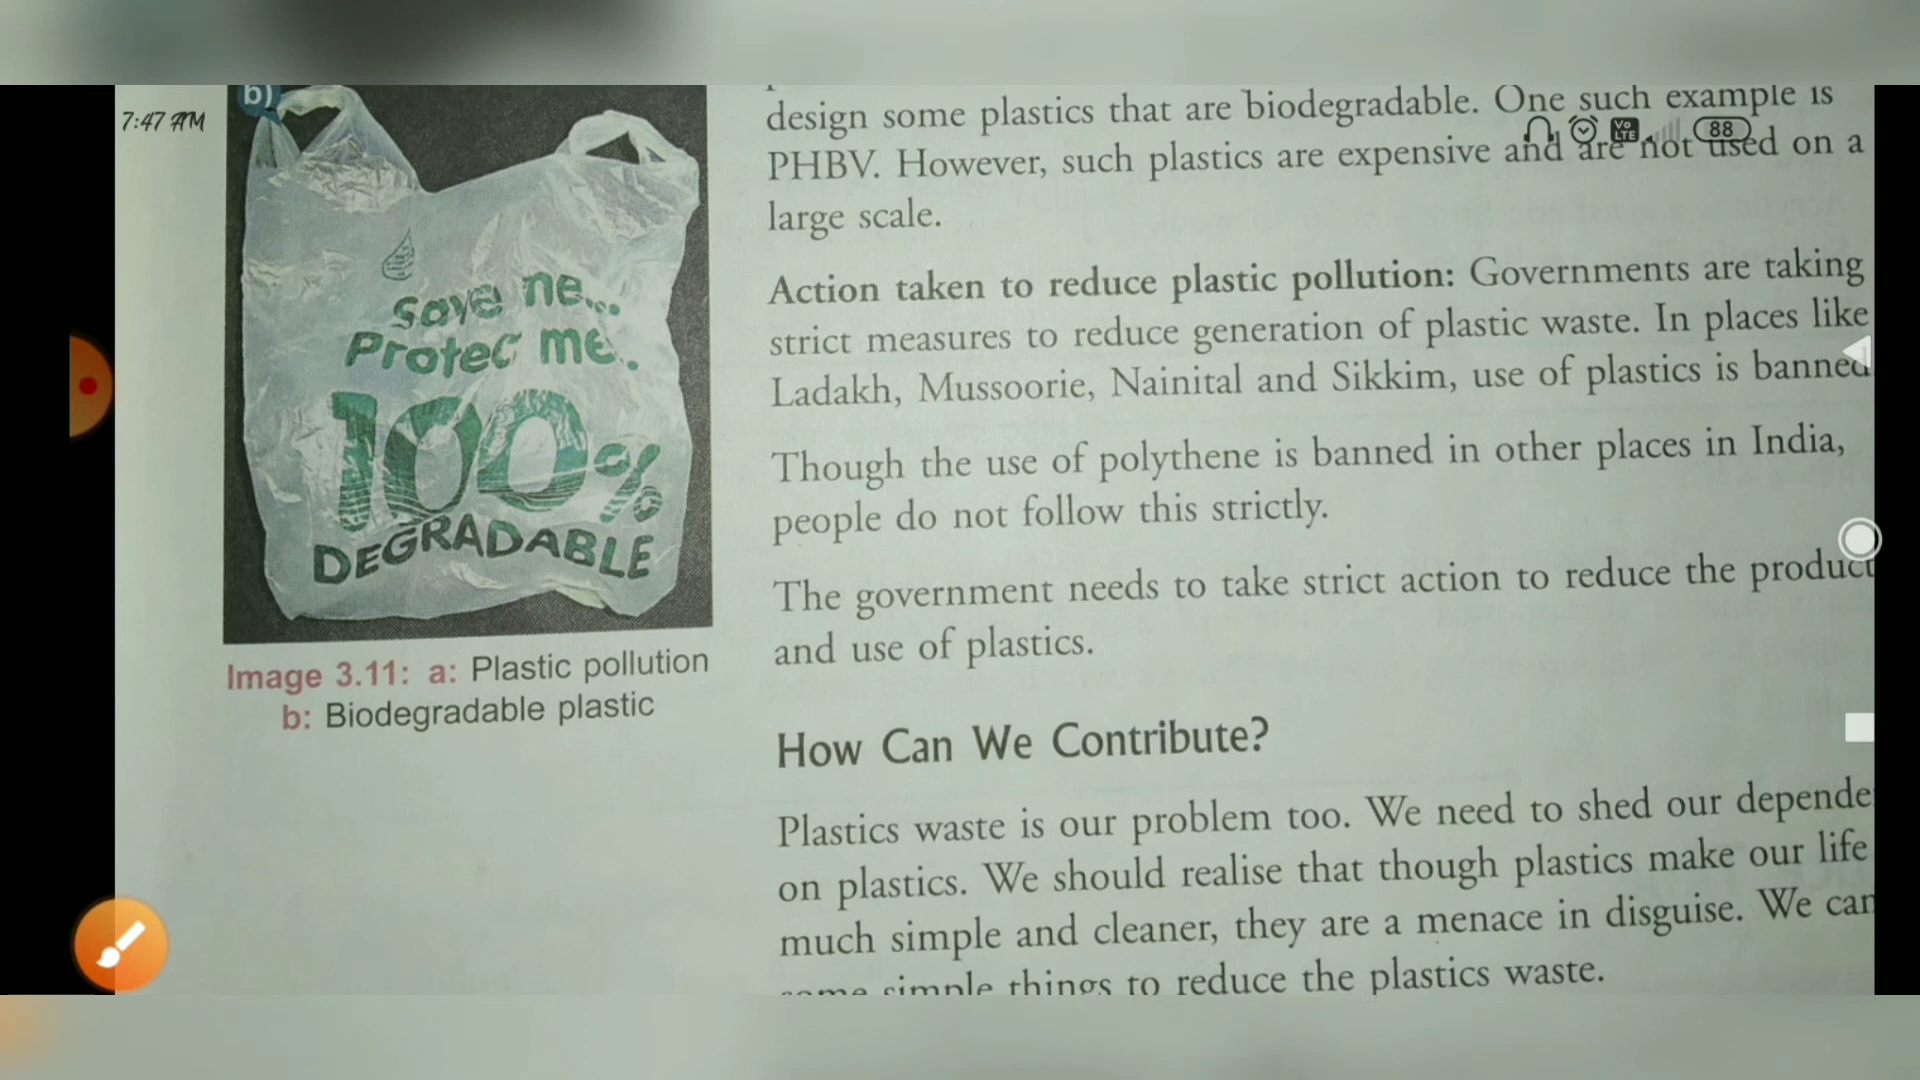 7:47 AM
b)
save me...
Protec me..
100%
DEGRADABLE
Image 3.11: a: Plastic pollution
b: Biodegradable plastic
design some plastics that are biodegradable. One such example is
PHBV. However, such plastics are expensive and are not used on a
large scale.
Action taken to reduce plastic pollution: Governments are taking
strict measures to reduce generation of plastic waste. In places like
Ladakh, Mussoorie, Nainital and Sikkim, use of plastics is banned
Though the use of polythene is banned in other places in India,
people do not follow this strictly.
The government needs to take strict action to reduce the product
and use of plastics.
How Can We Contribute?
Plastics waste is our problem too. We need to shed our depende
on plastics. We should realise that though plastics make our life
much simple and cleaner, they are a menace in disguise. We can
some simple things to reduce the plastics waste.
Vo LTE
88